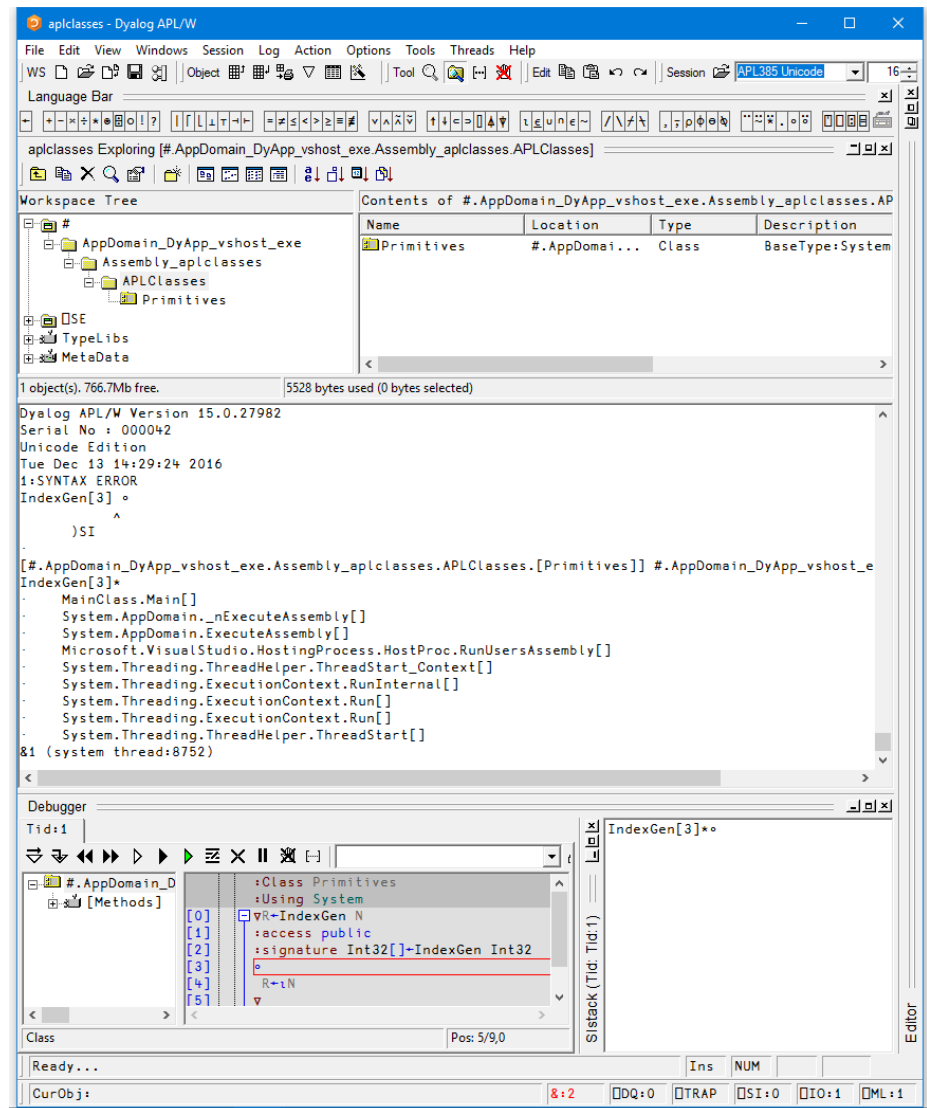 aplclasses - Dyalog APL/W
File Edit View Windows Session Log Action Options Tools Threads Help
WS Object Tool Edit Session APL385 Unicode 16
Language Bar
← + - × ÷ * ⍟ ⌹ ○ ! ? | ⌈ ⌊ ⊥ ⊤ ⊣ ⊢ = ≠ ≤ < > ≥ ≡ ≢ ∨ ∧ ⍲ ⍱ ↑ ↓ ⊂ ⊃ ⌷ ⍋ ⍒ ⍳ ⍷ ∪ ∩ ∊ ~ / \ ⌿ ⍀ , ⍪ ⍴ ⌽ ⊖ ⍉ ¨ ⍨ ⍣ . ∘ ⍤
aplclasses Exploring [#.AppDomain_DyApp_vshost_exe.Assembly_aplclasses.APLClasses]
Workspace Tree
Contents of #.AppDomain_DyApp_vshost_exe.Assembly_aplclasses.AP
Name Location Type Description
Primitives #.AppDomai... Class BaseType:System
#
AppDomain_DyApp_vshost_exe
Assembly_aplclasses
APLClasses
Primitives
⎕SE
TypeLibs
MetaData
1 object(s). 766.7Mb free. 5528 bytes used (0 bytes selected)
Dyalog APL/W Version 15.0.27982
Serial No : 000042
Unicode Edition
Tue Dec 13 14:29:24 2016
1:SYNTAX ERROR
IndexGen[3] ∘
^
)SI
·
[#.AppDomain_DyApp_vshost_exe.Assembly_aplclasses.APLClasses.[Primitives]] #.AppDomain_DyApp_vshost_e
IndexGen[3]*
· MainClass.Main[]
· System.AppDomain._nExecuteAssembly[]
· System.AppDomain.ExecuteAssembly[]
· Microsoft.VisualStudio.HostingProcess.HostProc.RunUsersAssembly[]
· System.Threading.ThreadHelper.ThreadStart_Context[]
· System.Threading.ExecutionContext.RunInternal[]
· System.Threading.ExecutionContext.Run[]
· System.Threading.ExecutionContext.Run[]
· System.Threading.ThreadHelper.ThreadStart[]
&1 (system thread:8752)
Debugger
Tid:1
#.AppDomain_D
[Methods]
:Class Primitives
:Using System
[0] ∇R←IndexGen N
[1] :access public
[2] :signature Int32[]←IndexGen Int32
[3] ∘
[4] R←⍳N
[5] ∇
Class Pos: 5/9,0
SIstack (Tid: Tid:1)
IndexGen[3]*∘
Editor
Ready... Ins NUM
CurObj: &:2 ⎕DQ:0 ⎕TRAP ⎕SI:0 ⎕IO:1 ⎕ML:1